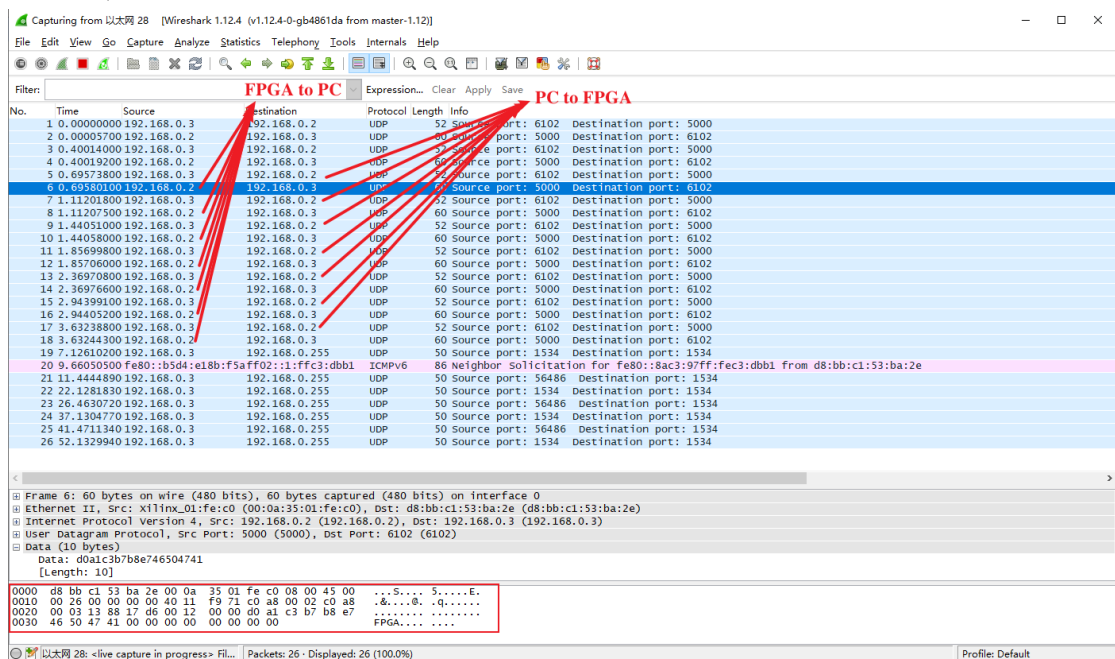 Capturing from 以太网 28 [Wireshark 1.12.4 (v1.12.4-0-gb4861da from master-1.12)]
File Edit View Go Capture Analyze Statistics Telephony Tools Internals Help
Filter: FPGA to PC Expression... Clear Apply Save PC to FPGA
No. Time Source Destination Protocol Length Info
1 0.00000000 192.168.0.3 192.168.0.2 UDP 52 Source port: 6102 Destination port: 5000
2 0.00005700 192.168.0.2 192.168.0.3 UDP 60 Source port: 5000 Destination port: 6102
3 0.40014000 192.168.0.3 192.168.0.2 UDP 52 Source port: 6102 Destination port: 5000
4 0.40019200 192.168.0.2 192.168.0.3 UDP 60 Source port: 5000 Destination port: 6102
5 0.69573800 192.168.0.3 192.168.0.2 UDP 52 Source port: 6102 Destination port: 5000
6 0.69580100 192.168.0.2 192.168.0.3 UDP 60 Source port: 5000 Destination port: 6102
7 1.11201800 192.168.0.3 192.168.0.2 UDP 52 Source port: 6102 Destination port: 5000
8 1.11207500 192.168.0.2 192.168.0.3 UDP 60 Source port: 5000 Destination port: 6102
9 1.44051000 192.168.0.3 192.168.0.2 UDP 52 Source port: 6102 Destination port: 5000
10 1.44058000 192.168.0.2 192.168.0.3 UDP 60 Source port: 5000 Destination port: 6102
11 1.85699800 192.168.0.3 192.168.0.2 UDP 52 Source port: 6102 Destination port: 5000
12 1.85706000 192.168.0.2 192.168.0.3 UDP 60 Source port: 5000 Destination port: 6102
13 2.36970800 192.168.0.3 192.168.0.2 UDP 52 Source port: 6102 Destination port: 5000
14 2.36976600 192.168.0.2 192.168.0.3 UDP 60 Source port: 5000 Destination port: 6102
15 2.94399100 192.168.0.3 192.168.0.2 UDP 52 Source port: 6102 Destination port: 5000
16 2.94405200 192.168.0.2 192.168.0.3 UDP 60 Source port: 5000 Destination port: 6102
17 3.63238800 192.168.0.3 192.168.0.2 UDP 52 Source port: 6102 Destination port: 5000
18 3.63244300 192.168.0.2 192.168.0.3 UDP 60 Source port: 5000 Destination port: 6102
19 7.12610200 192.168.0.3 192.168.0.255 UDP 50 Source port: 1534 Destination port: 1534
20 9.66050500 fe80::b5d4:e18b:f5a ff02::1:ffc3:dbb1 ICMPv6 86 Neighbor Solicitation for fe80::8ac3:97ff:fec3:dbb1 from d8:bb:c1:53:ba:2e
21 11.4444890 192.168.0.3 192.168.0.255 UDP 50 Source port: 56486 Destination port: 1534
22 22.1281830 192.168.0.3 192.168.0.255 UDP 50 Source port: 1534 Destination port: 1534
23 26.4630720 192.168.0.3 192.168.0.255 UDP 50 Source port: 56486 Destination port: 1534
24 37.1304770 192.168.0.3 192.168.0.255 UDP 50 Source port: 1534 Destination port: 1534
25 41.4711340 192.168.0.3 192.168.0.255 UDP 50 Source port: 56486 Destination port: 1534
26 52.1329940 192.168.0.3 192.168.0.255 UDP 50 Source port: 1534 Destination port: 1534
Frame 6: 60 bytes on wire (480 bits), 60 bytes captured (480 bits) on interface 0
Ethernet II, Src: Xilinx_01:fe:c0 (00:0a:35:01:fe:c0), Dst: d8:bb:c1:53:ba:2e (d8:bb:c1:53:ba:2e)
Internet Protocol Version 4, Src: 192.168.0.2 (192.168.0.2), Dst: 192.168.0.3 (192.168.0.3)
User Datagram Protocol, Src Port: 5000 (5000), Dst Port: 6102 (6102)
Data (10 bytes)
Data: d0a1c3b7b8e746504741
[Length: 10]
0000 d8 bb c1 53 ba 2e 00 0a 35 01 fe c0 08 00 45 00 ...S.... 5.....E.
0010 00 26 00 00 00 00 40 11 f9 71 c0 a8 00 02 c0 a8 .&....@. .q......
0020 00 03 13 88 17 d6 00 12 00 00 d0 a1 c3 b7 b8 e7 ........ ........
0030 46 50 47 41 00 00 00 00 00 00 00 00 FPGA.... ....
以太网 28: <live capture in progress> Fil... Packets: 26 · Displayed: 26 (100.0%) Profile: Default